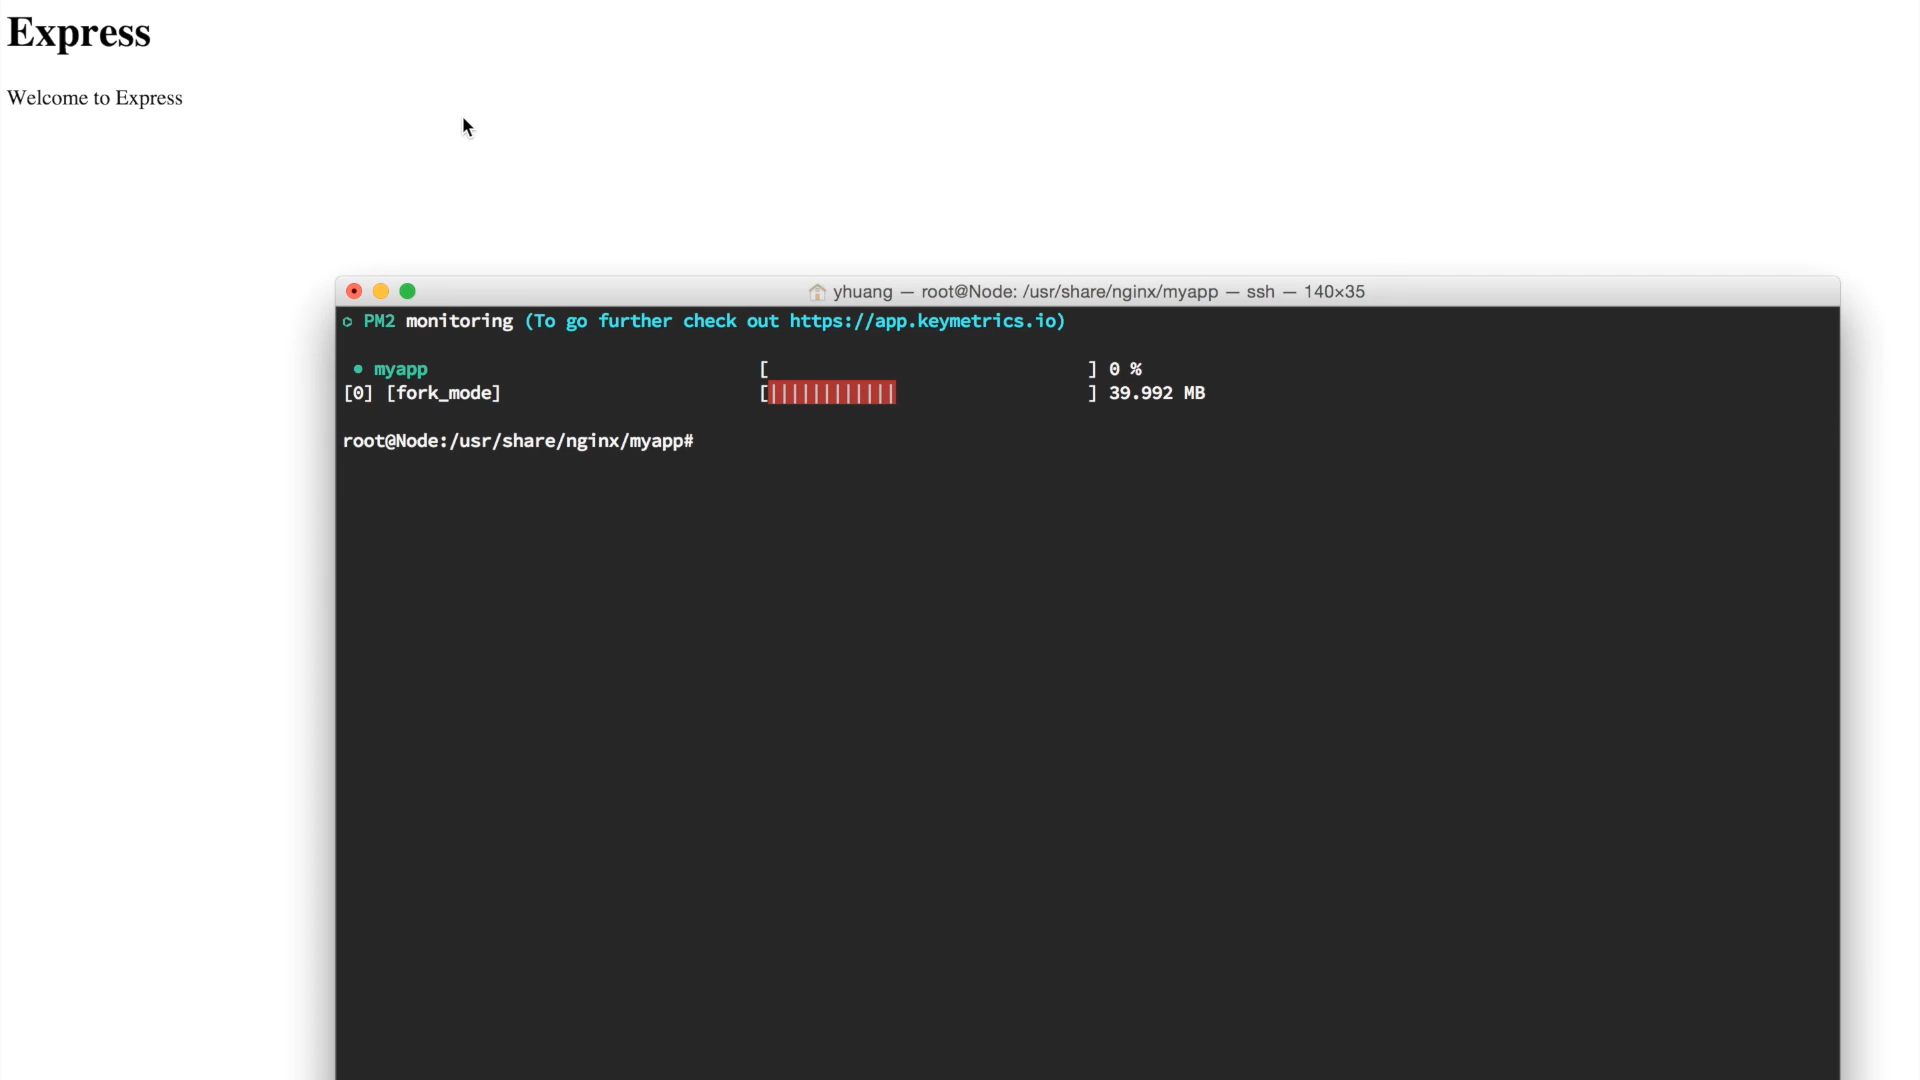 Express
Welcome to Express
yhuang — root@Node: /usr/share/nginx/myapp — ssh — 140×35
PM2 monitoring (To go further check out https://app.keymetrics.io)
● myapp [ ] 0 %
[0] [fork_mode] [|||||||||||| ] 39.992 MB
root@Node:/usr/share/nginx/myapp#